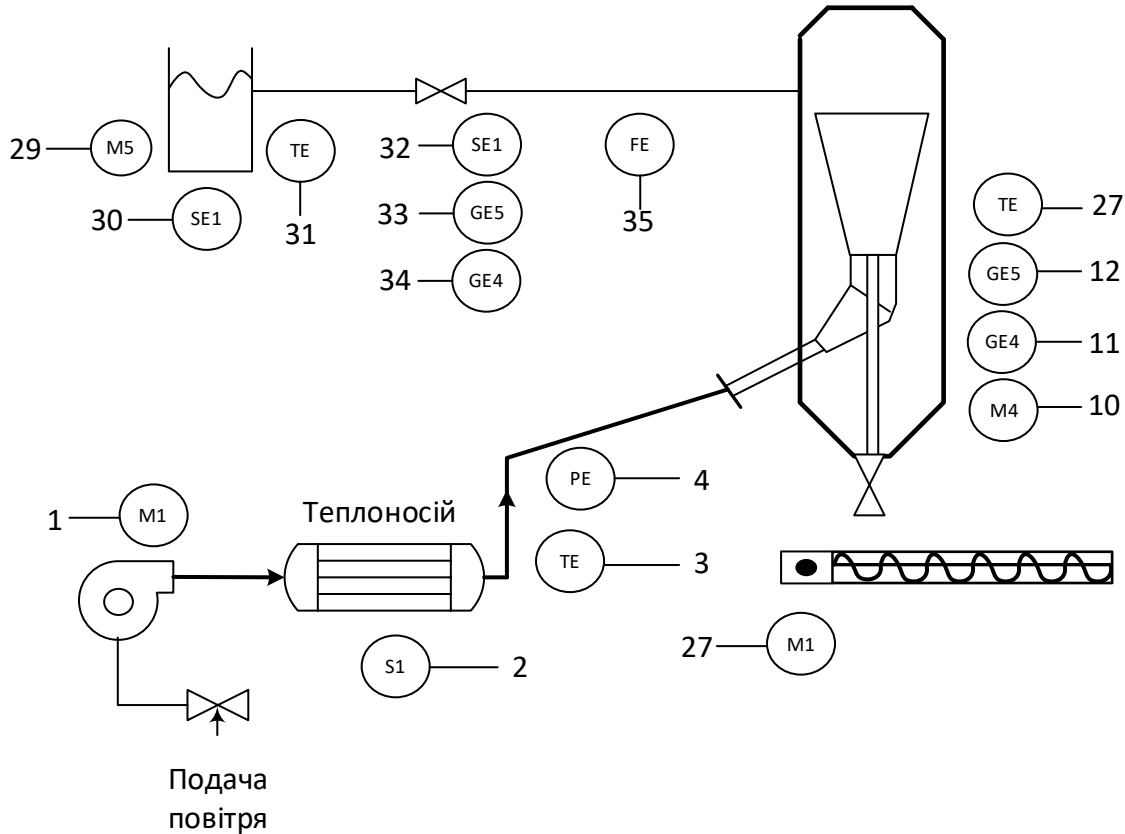 29 M5
TE
32 SE1
FE
30 SE1
31
33 GE5
35
TE 27
34 GE4
GE5 12
GE4 11
M4 10
PE 4
1 M1
Теплоносій
TE 3
S1 2
27 M1
Подача
повітря